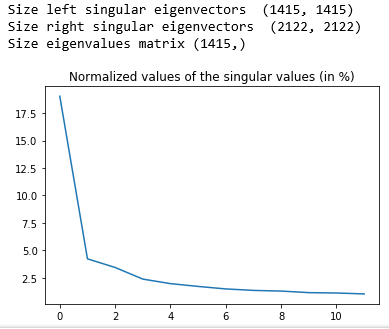 Size left singular eigenvectors  (1415, 1415)
Size right singular eigenvectors  (2122, 2122)
Size eigenvalues matrix (1415,)
Normalized values of the singular values (in %)
17.5
15.0
12.5
10.0
7.5
5.0
2.5
0 2 4 6 8 10